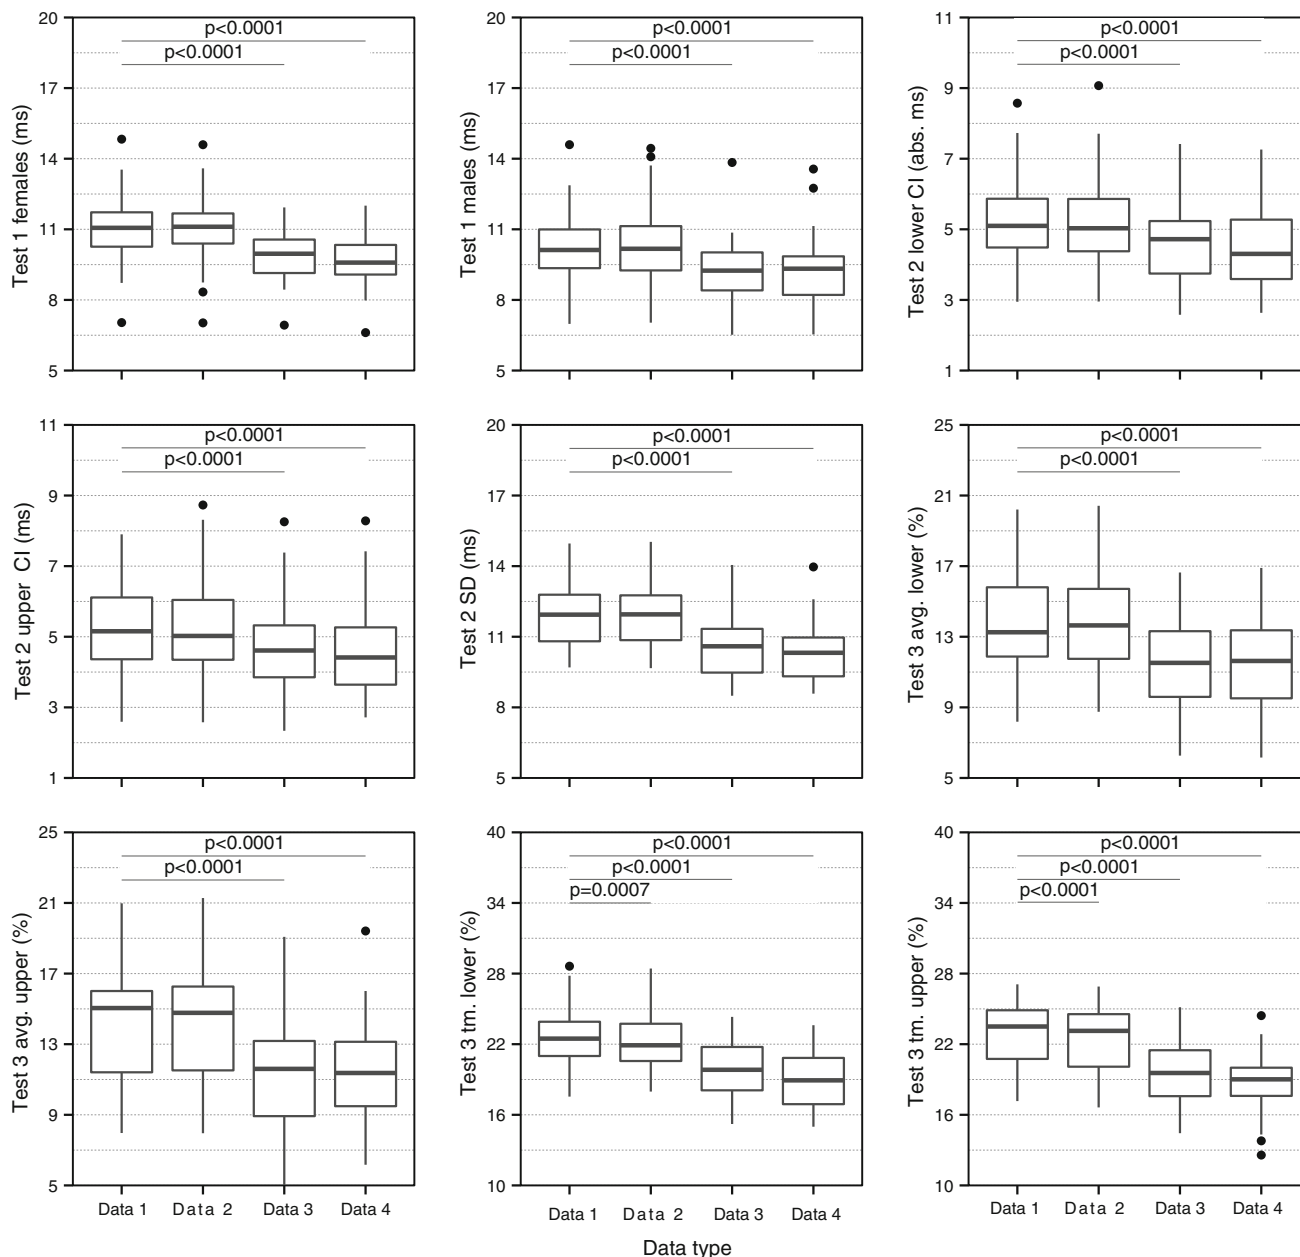 Test 1 females (ms)
20
17
14
11
8
5
p<0.0001
p<0.0001
Test 1 males (ms)
20
17
14
11
8
5
p<0.0001
p<0.0001
Test 2 lower CI (abs. ms)
11
9
7
5
3
1
p<0.0001
p<0.0001
Test 2 upper CI (ms)
11
9
7
5
3
1
p<0.0001
p<0.0001
Test 2 SD (ms)
20
17
14
11
8
5
p<0.0001
p<0.0001
Test 3 avg. lower (%)
25
21
17
13
9
5
p<0.0001
p<0.0001
Test 3 avg. upper (%)
25
21
17
13
9
5
p<0.0001
p<0.0001
Data 1 Data 2 Data 3 Data 4
Test 3 tm. lower (%)
40
34
28
22
16
10
p<0.0001
p<0.0001
p=0.0007
Data 1 Data 2 Data 3 Data 4
Test 3 tm. upper (%)
40
34
28
22
16
10
p<0.0001
p<0.0001
p<0.0001
Data 1 Data 2 Data 3 Data 4
Data type